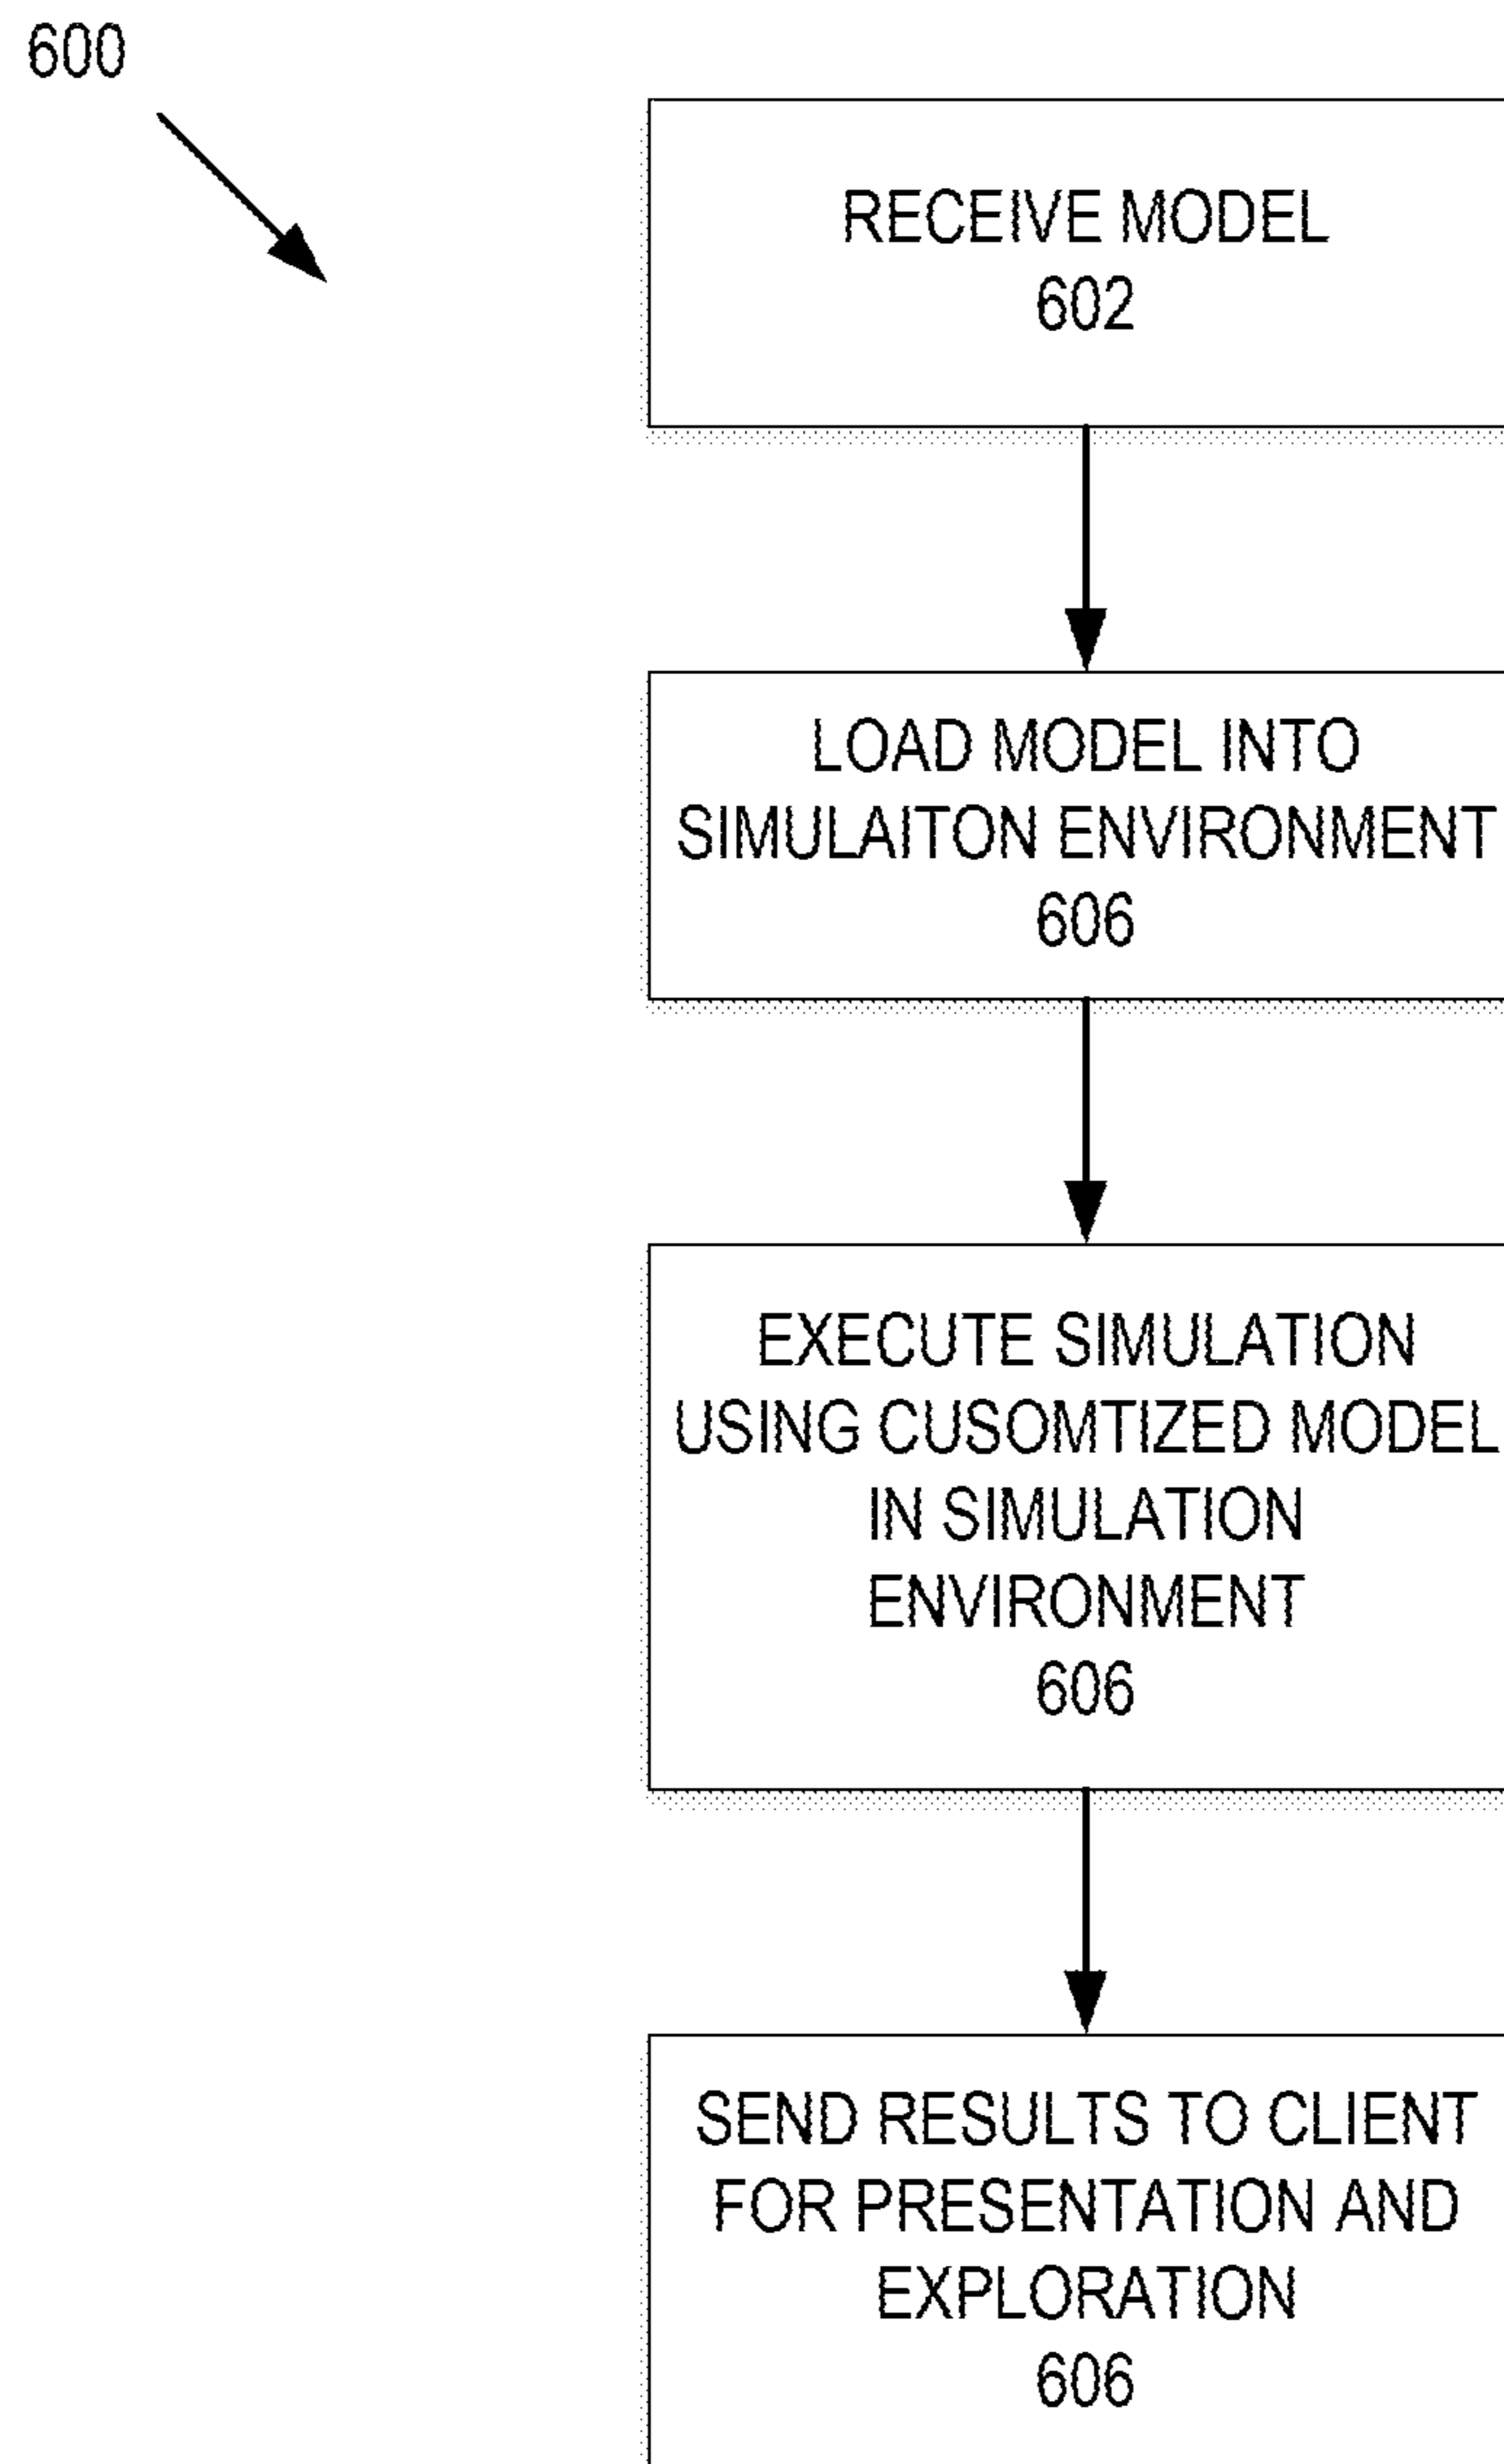 600
RECEIVE MODEL
602
LOAD MODEL INTO
SIMULAITON ENVIRONMENT
606
EXECUTE SIMULATION
USING CUSOMTIZED MODEL
IN SIMULATION
ENVIRONMENT
606
SEND RESULTS TO CLIENT
FOR PRESENTATION AND
EXPLORATION
606